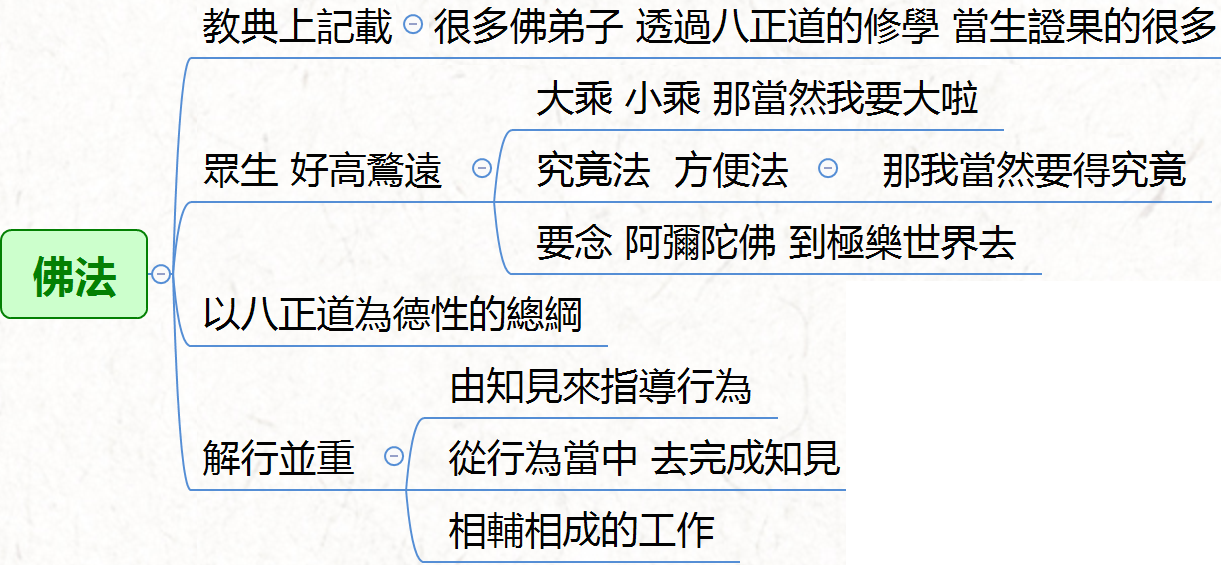 教典上記載 很多佛弟子 透過八正道的修學 當生證果的很多
大乘 小乘 那當然我要大啦
眾生 好高鶩遠
究竟法 方便法 那我當然要得究竟
要念 阿彌陀佛 到極樂世界去
佛法
以八正道為德性的總綱
由知見來指導行為
解行並重
從行為當中 去完成知見
相輔相成的工作